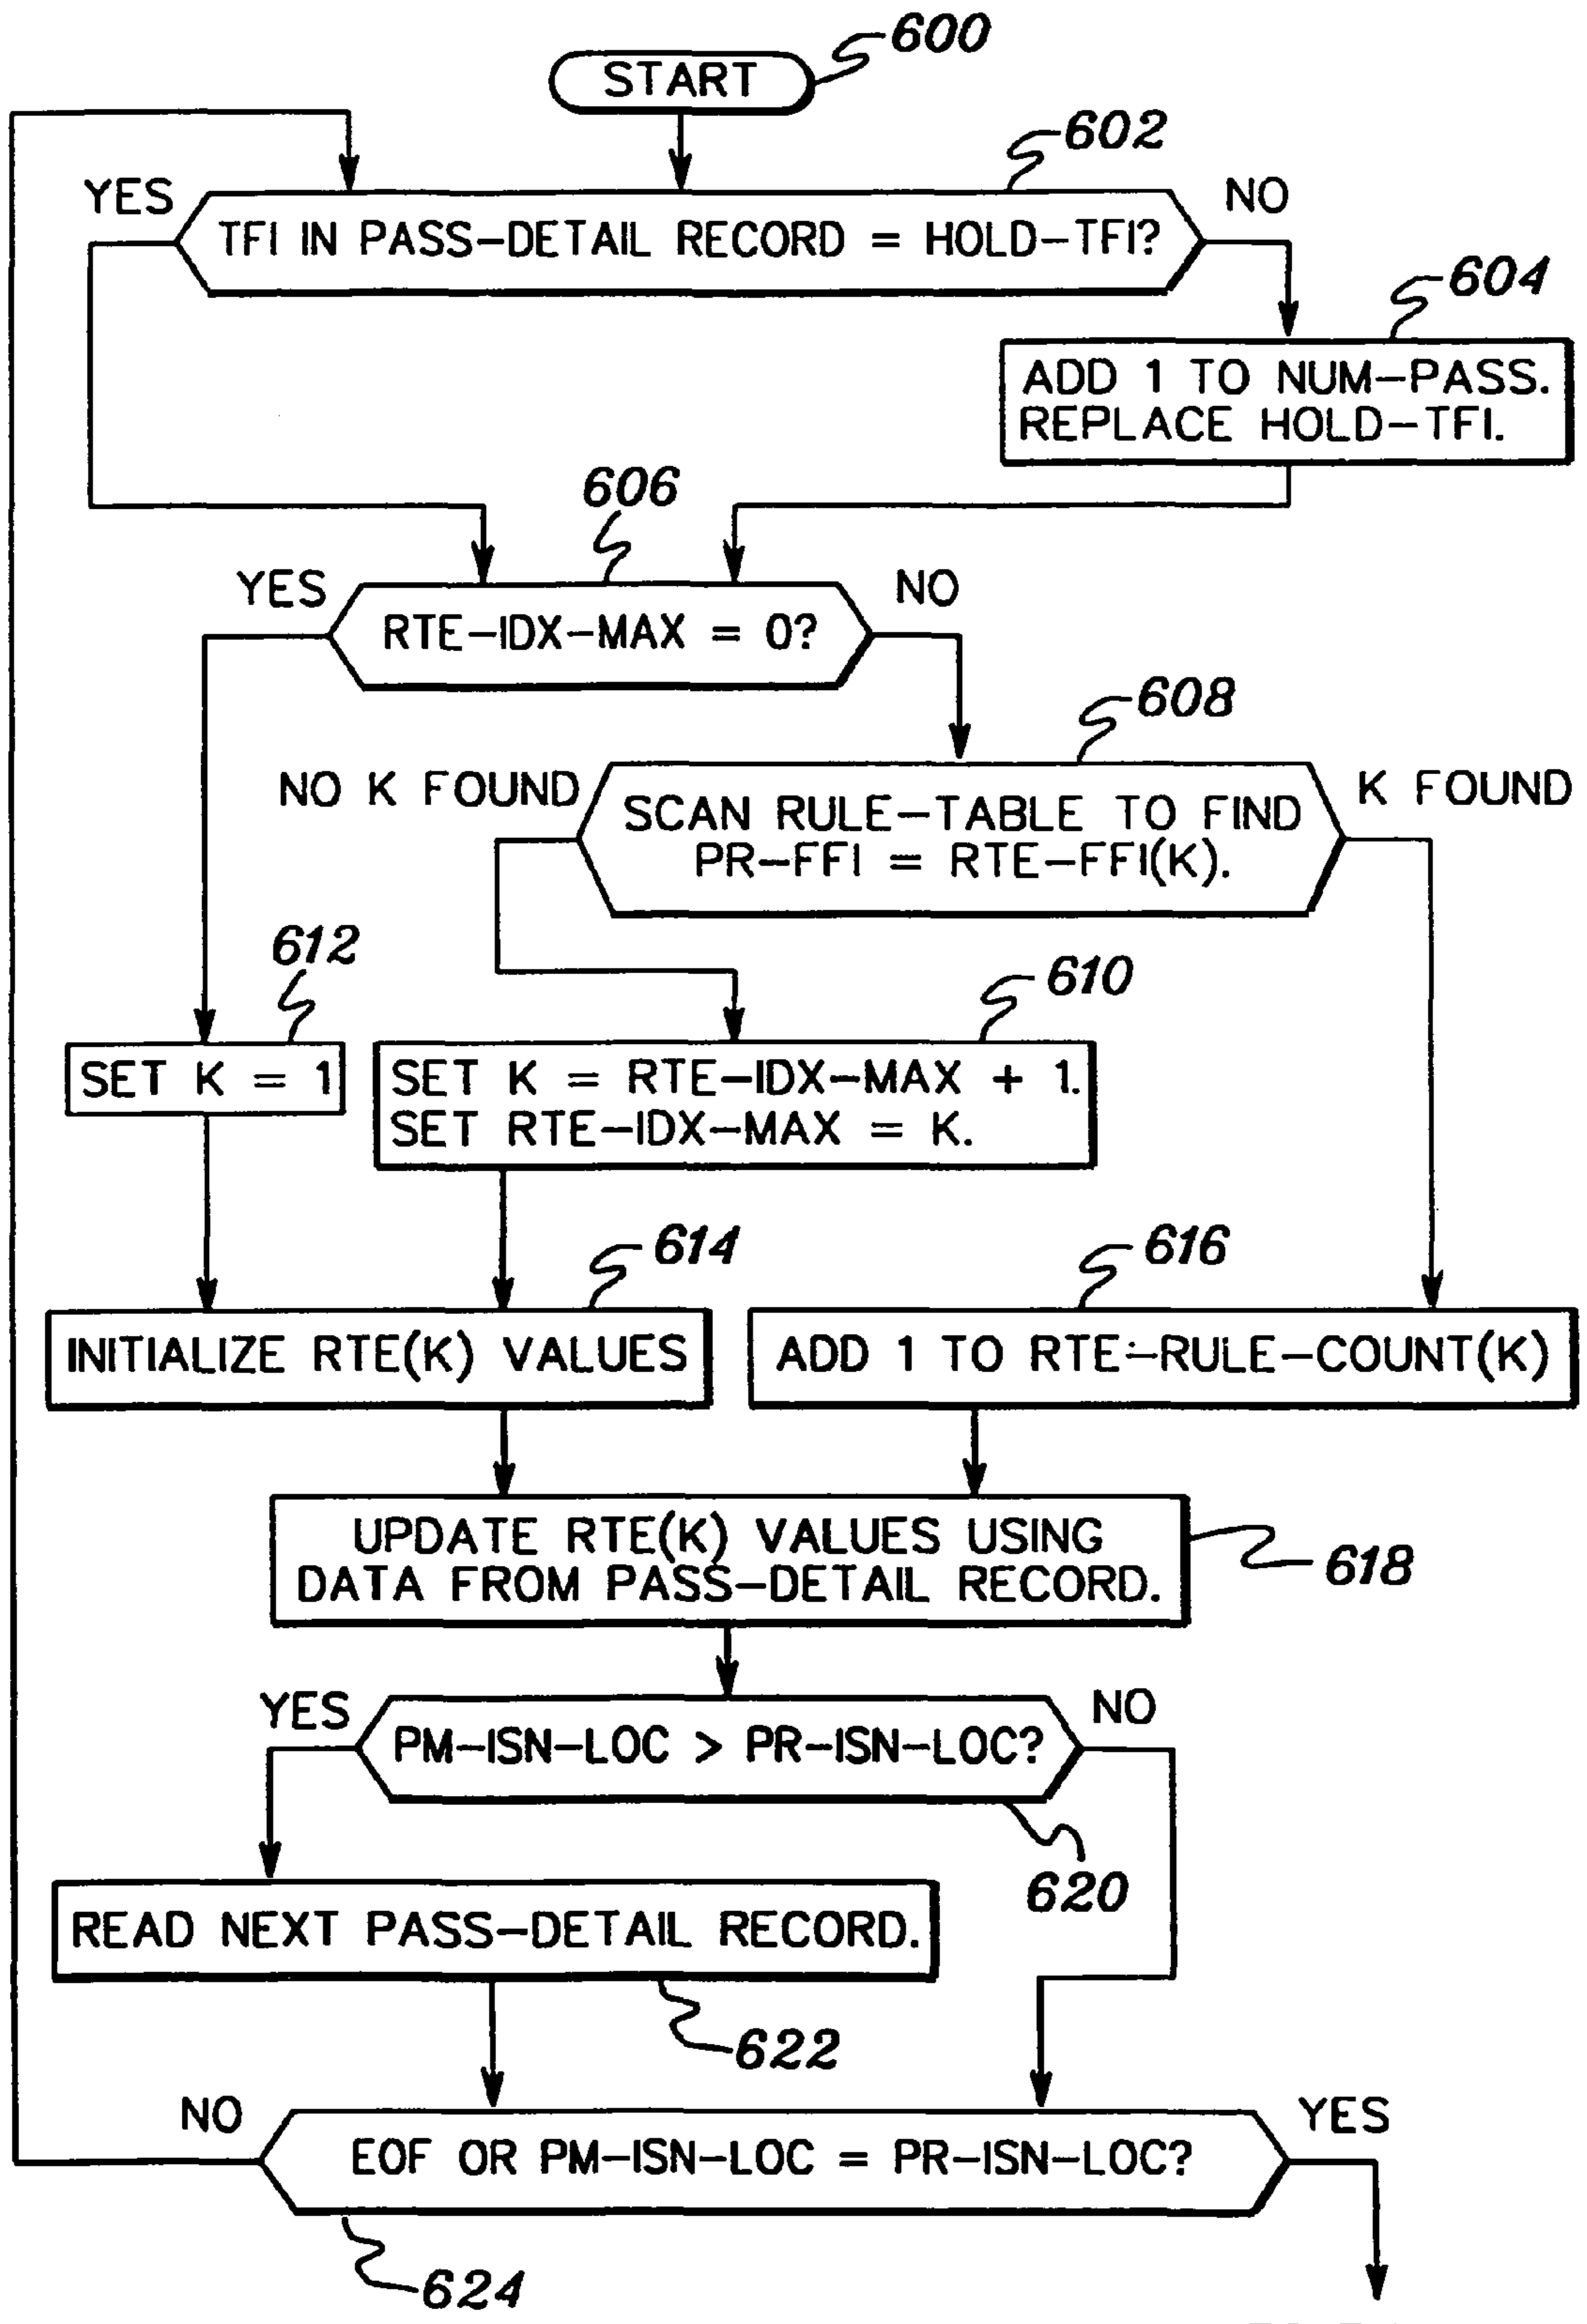 600
START
602
YES
NO
TFI IN PASS-DETAIL RECORD = HOLD-TFI?
604
ADD 1 TO NUM-PASS.
REPLACE HOLD-TFI.
606
YES
NO
RTE-IDX-MAX = 0?
608
NO K FOUND
K FOUND
SCAN RULE-TABLE TO FIND
PR-FFI = RTE-FFI(K).
612
610
SET K = 1
SET K = RTE-IDX-MAX + 1.
SET RTE-IDX-MAX = K.
614
616
INITIALIZE RTE(K) VALUES
ADD 1 TO RTE-RULE-COUNT(K)
UPDATE RTE(K) VALUES USING
DATA FROM PASS-DETAIL RECORD.
618
YES
NO
PM-ISN-LOC > PR-ISN-LOC?
620
READ NEXT PASS-DETAIL RECORD.
622
NO
YES
EOF OR PM-ISN-LOC = PR-ISN-LOC?
624